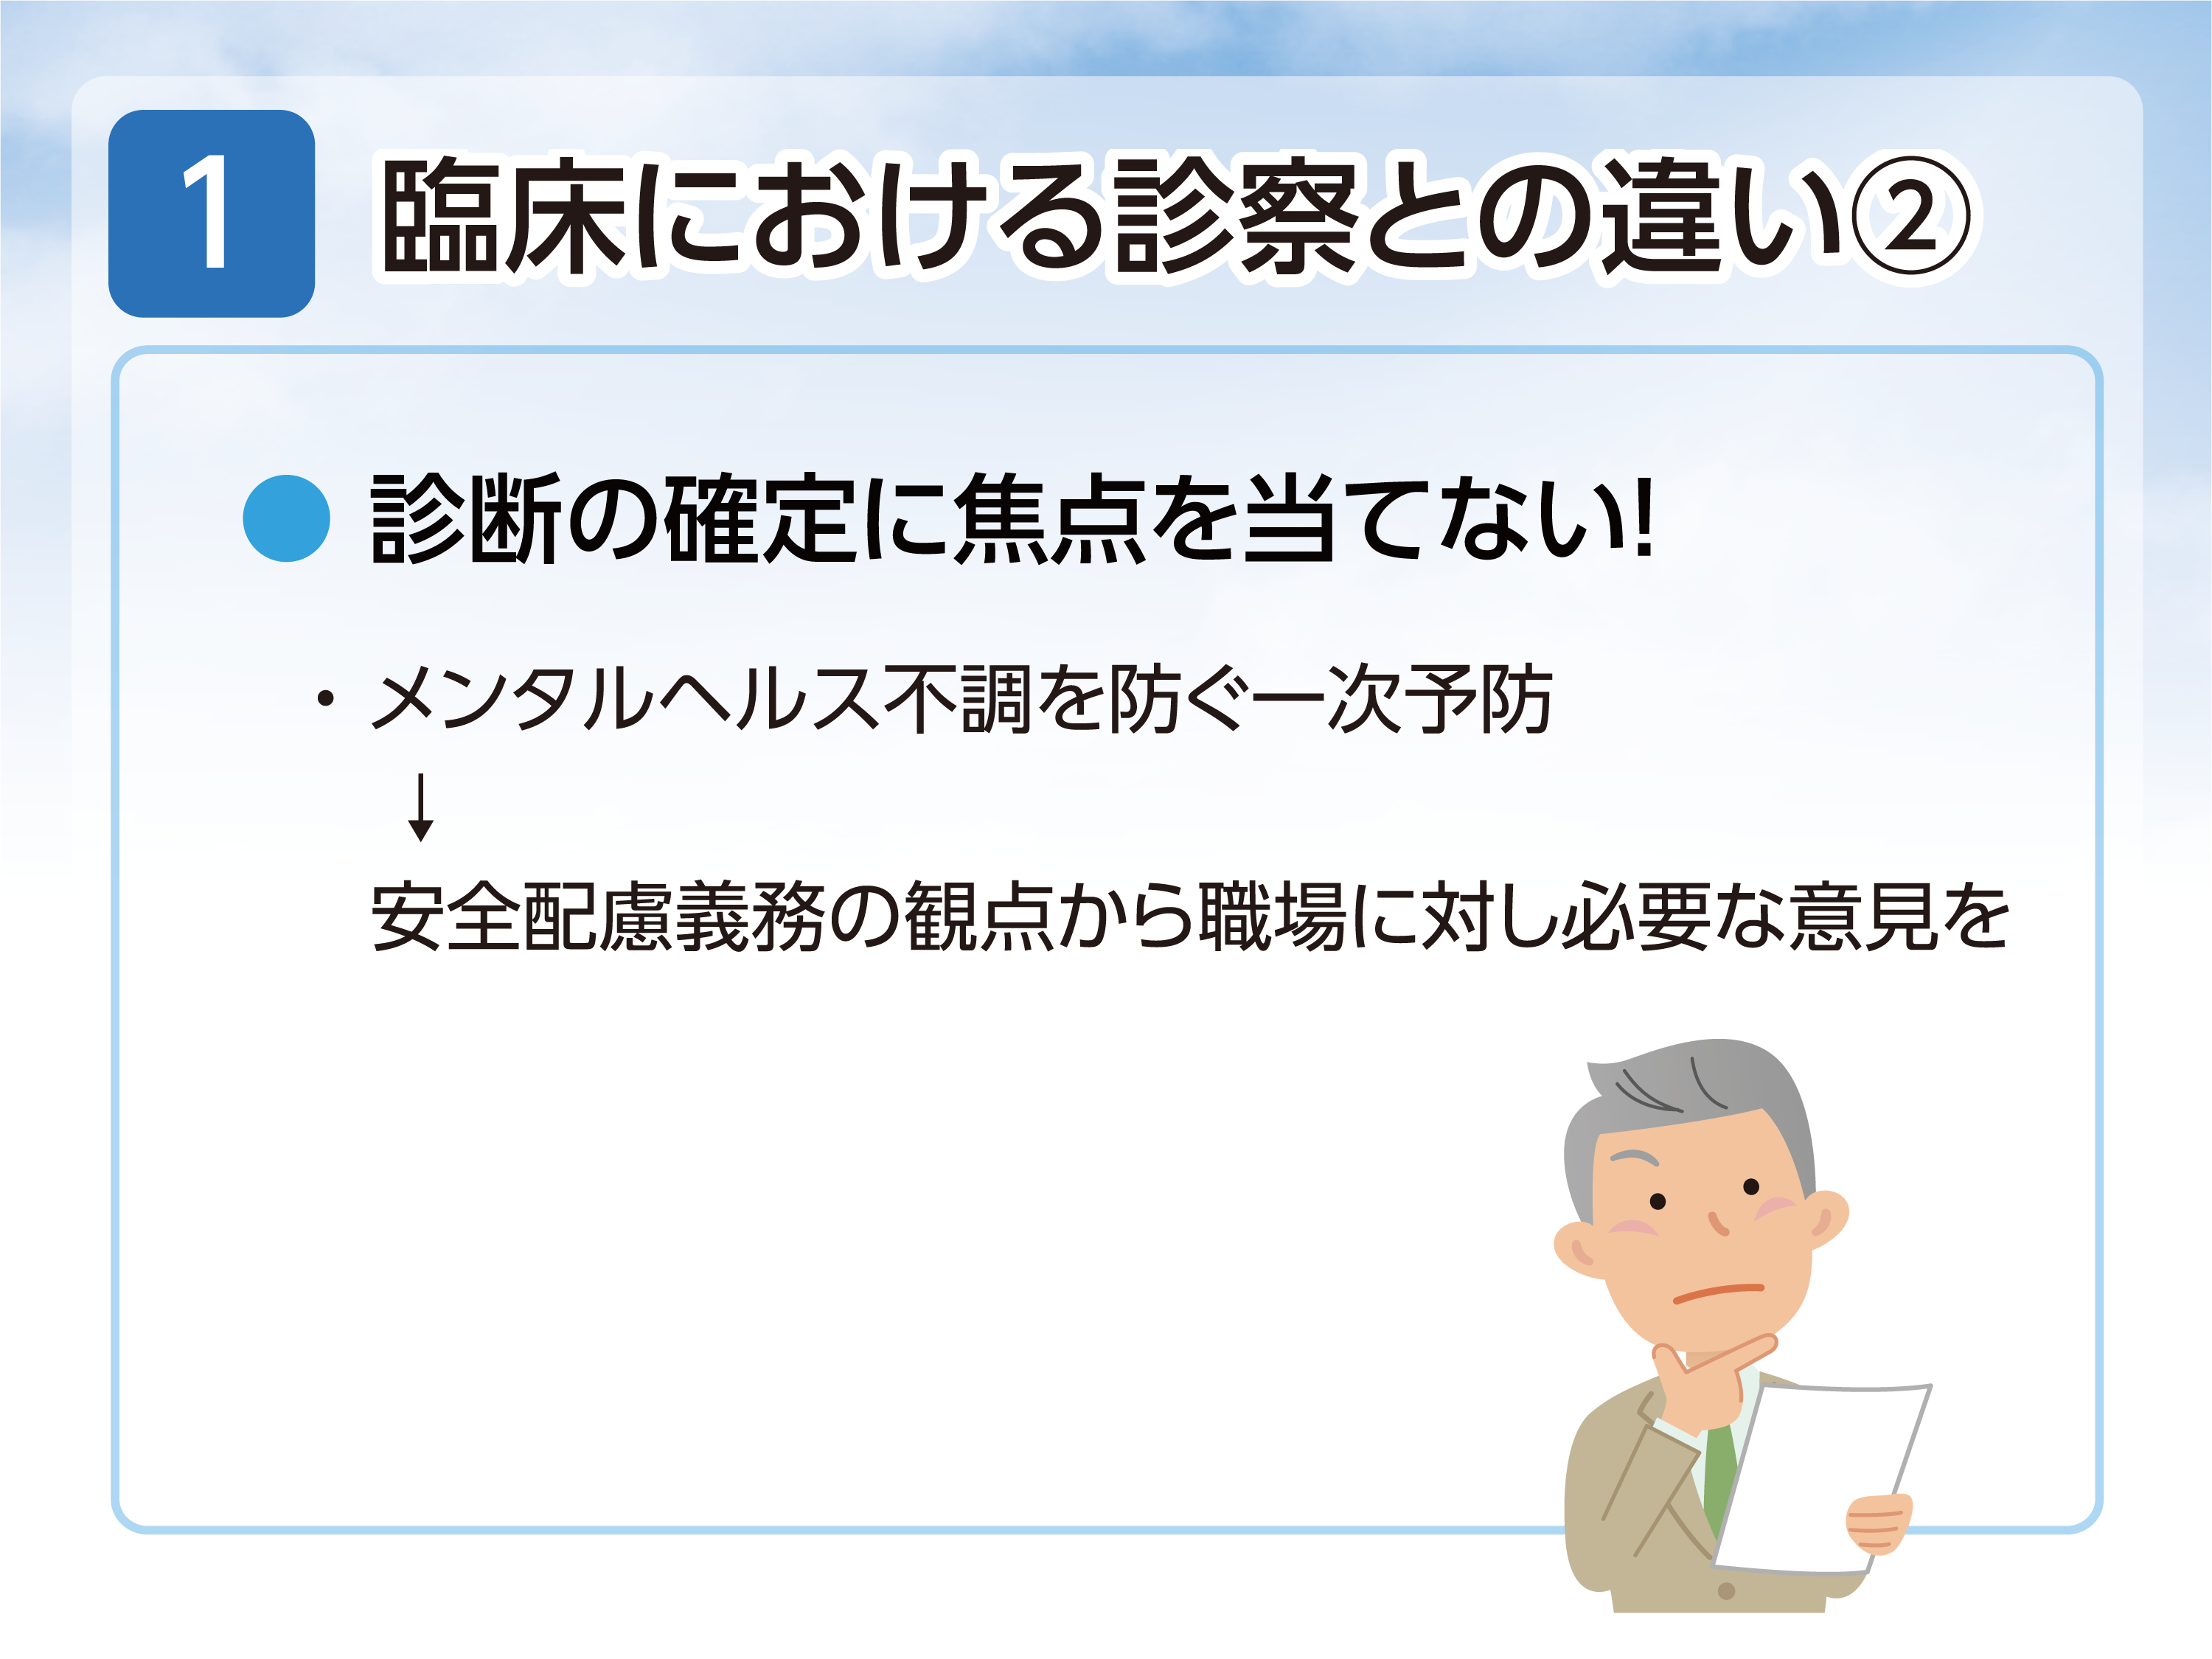 1
臨床における診察との違い②
●診断の確定に焦点を当てない!
・メンタルヘルス不調を防ぐ一次予防
↓
安全配慮義務の観点から職場に対し必要な意見を